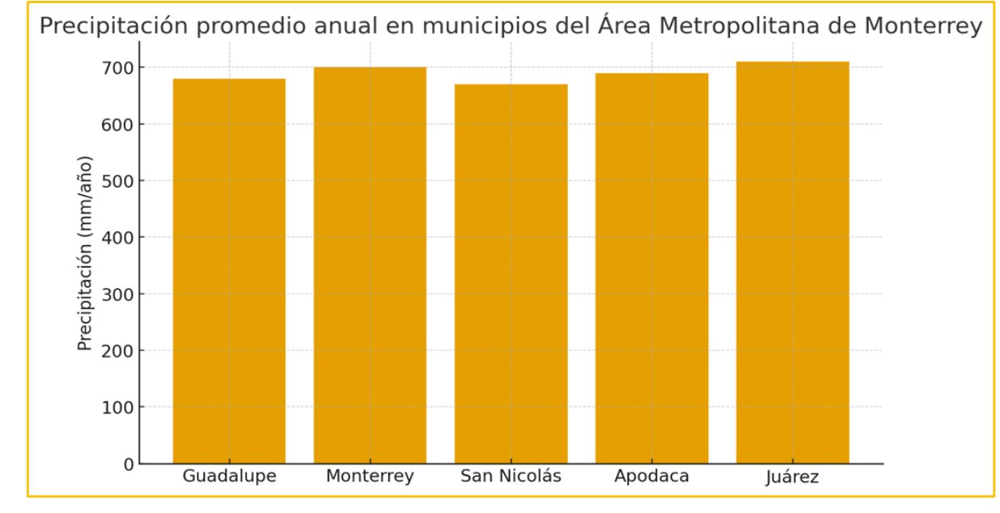 Precipitación promedio anual en municipios del Área Metropolitana de Monterrey
Precipitación (mm/año)
700
600
500
400
300
200
100
0
Guadalupe Monterrey San Nicolás Apodaca Juárez